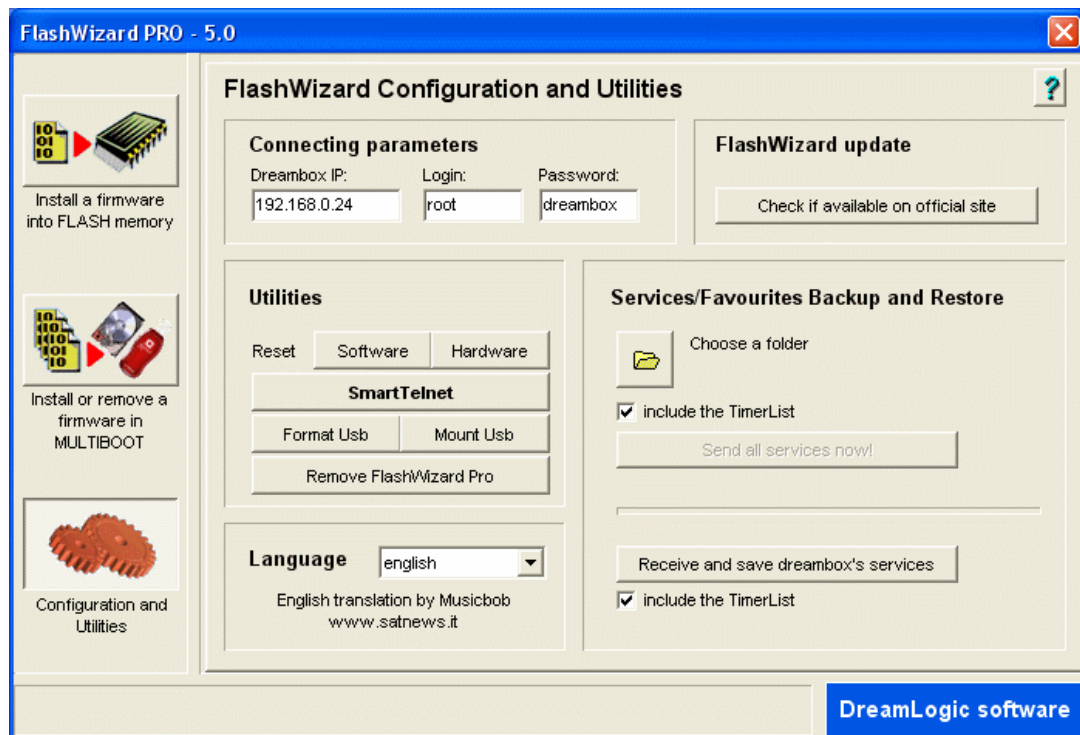 FlashWizard PRO - 5.0
FlashWizard Configuration and Utilities
?
Install a firmware
into FLASH memory
Install or remove a
firmware in
MULTIBOOT
Configuration and
Utilities
Connecting parameters
Dreambox IP: Login: Password:
192.168.0.24 root dreambox
FlashWizard update
Check if available on official site
Utilities
Reset Software Hardware
SmartTelnet
Format Usb Mount Usb
Remove FlashWizard Pro
Language english
English translation by Musicbob
www.satnews.it
Services/Favourites Backup and Restore
Choose a folder
include the TimerList
Send all services now!
Receive and save dreambox's services
include the TimerList
DreamLogic software